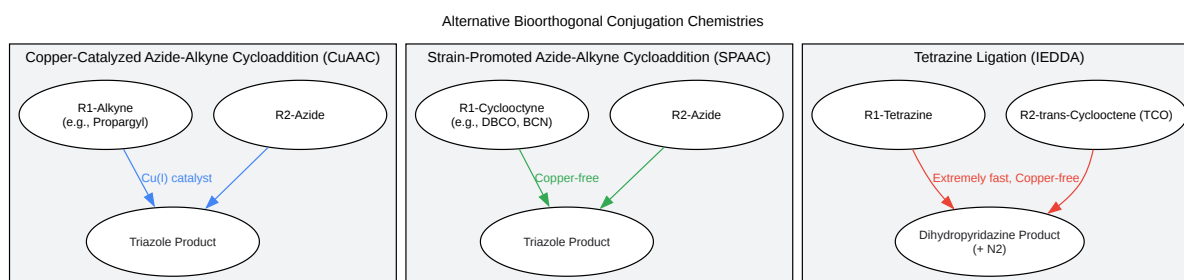 Alternative Bioorthogonal Conjugation Chemistries
Copper-Catalyzed Azide-Alkyne Cycloaddition (CuAAC)
R1-Alkyne
(e.g., Propargyl)
R2-Azide
Cu(I) catalyst
Triazole Product
Strain-Promoted Azide-Alkyne Cycloaddition (SPAAC)
R1-Cyclooctyne
(e.g., DBCO, BCN)
R2-Azide
Copper-free
Triazole Product
Tetrazine Ligation (IEDDA)
R1-Tetrazine
R2-trans-Cyclooctene (TCO)
Extremely fast, Copper-free
Dihydropyridazine Product
(+ N2)